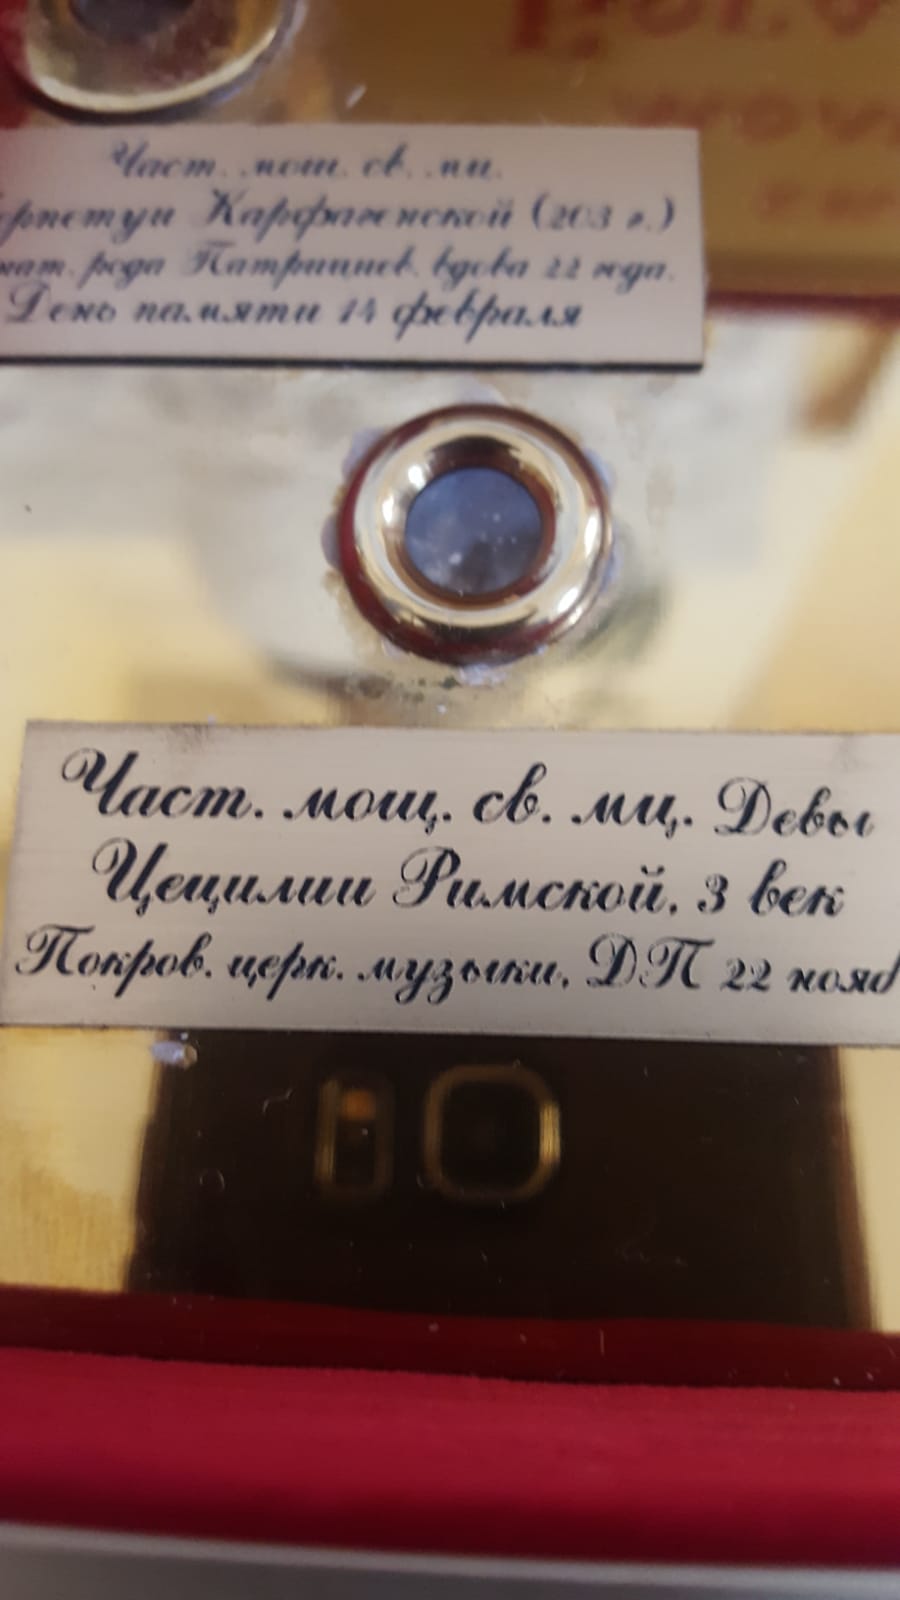 Част. мощ. св. мц.
Карфагенской (203 г.)
рода Патрициев. вдова 22 года.
День памяти 14 февраля
Част. мощ. св. мц. Девы
Цецилии Римской. 3 век
Покров. церк. музыки. ДП 22 нояб